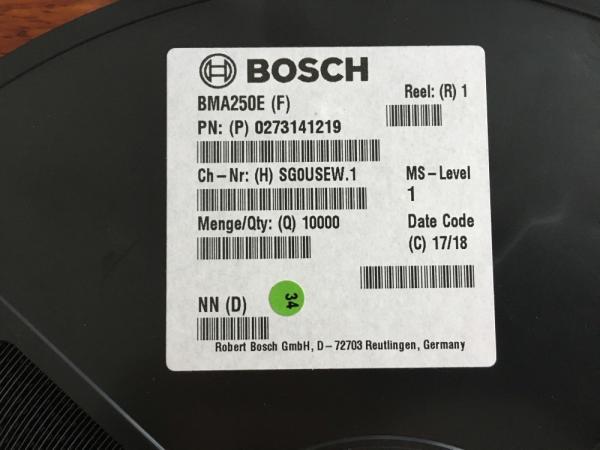 BOSCH
BMA250E (F)
Reel: (R) 1
PN: (P) 0273141219
Ch-Nr: (H) SG0USEW.1
MS-Level
1
Menge/Qty: (Q) 10000
Date Code
(C) 17/18
NN (D)
34
Robert Bosch GmbH, D-72703 Reutlingen, Germany